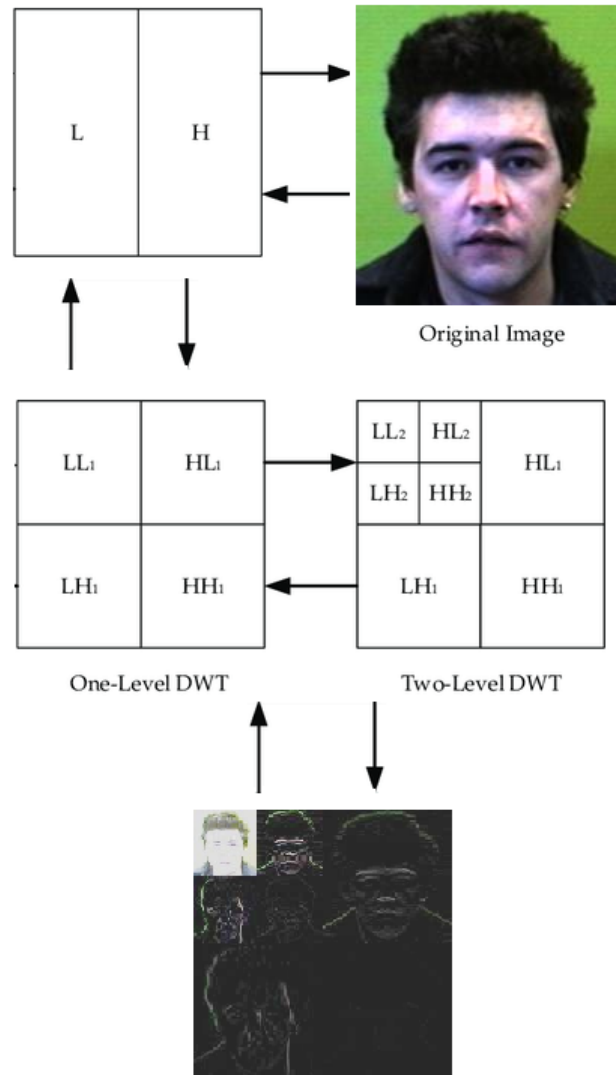 L H
Original Image
LL₁ HL₁
LH₁ HH₁
One-Level DWT
LL₂ HL₂
LH₂ HH₂
HL₁
LH₁ HH₁
Two-Level DWT